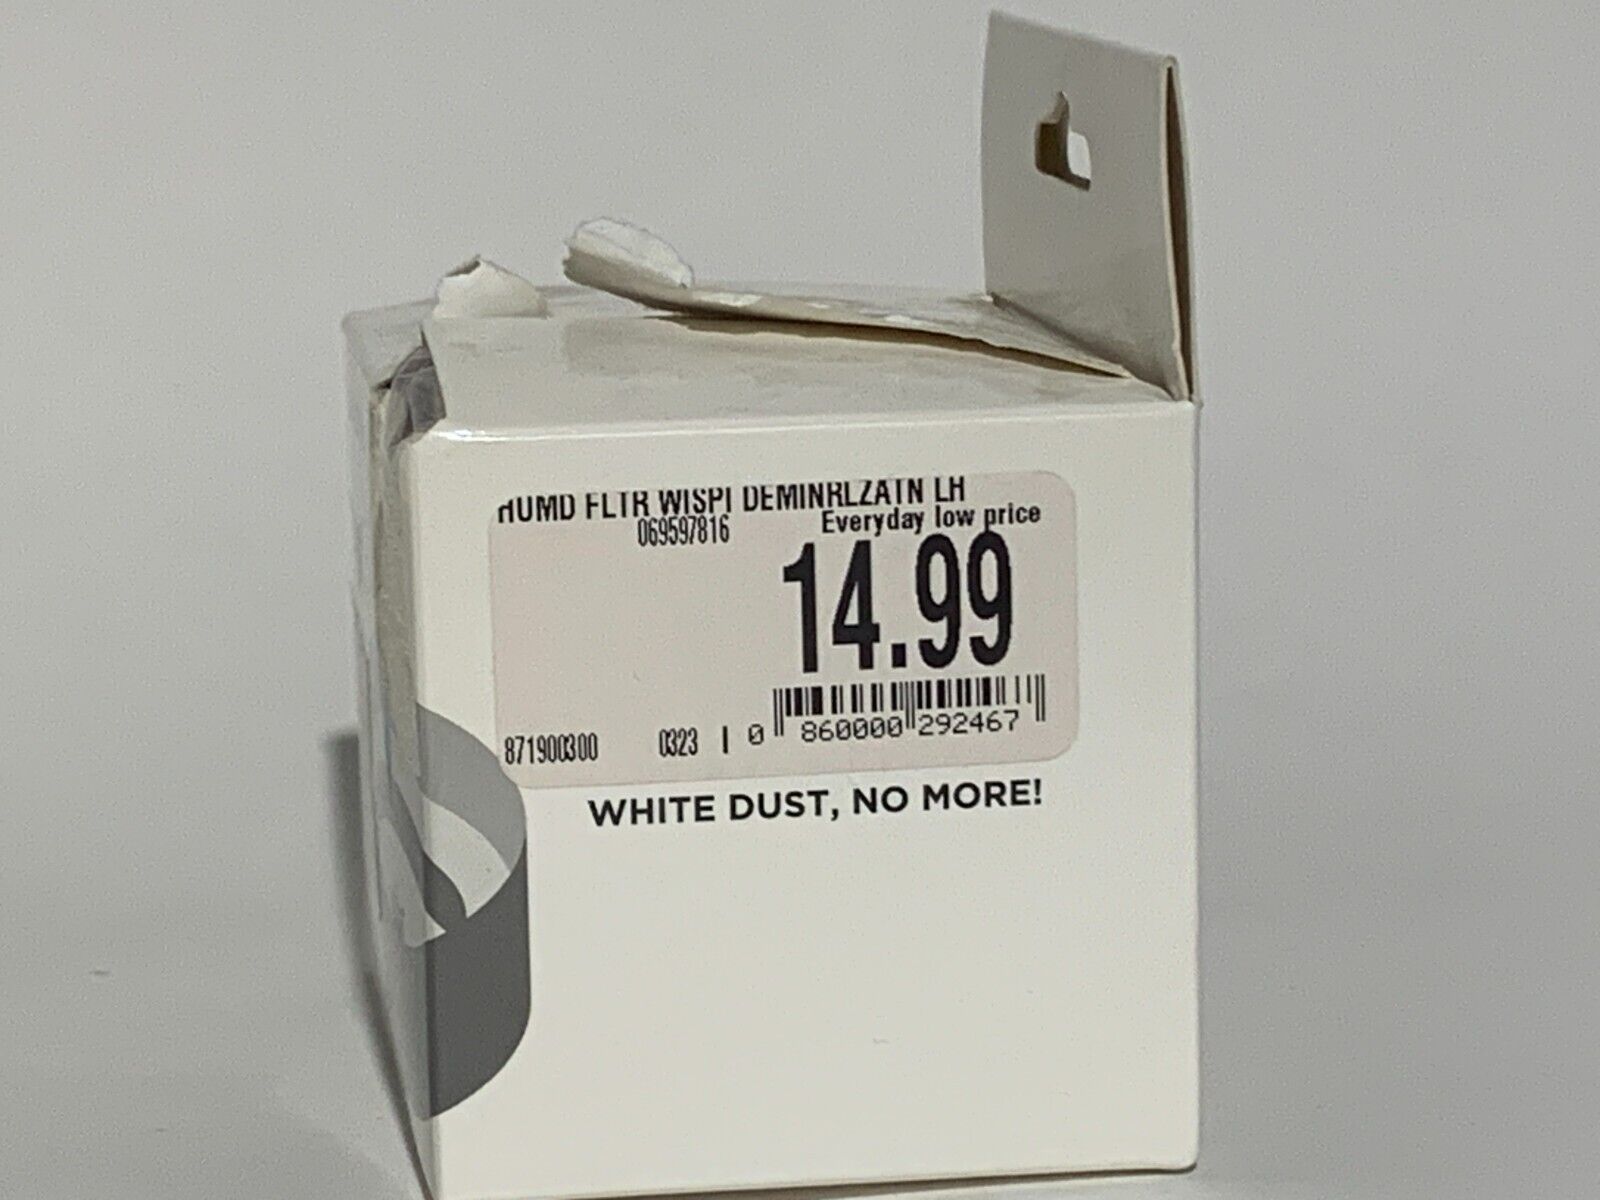 HUMD FLTR WISPI DEMINRLZATN LH
069597816 Everyday low price
14.99
871900300 0323 I 0 860000 292467
WHITE DUST, NO MORE!